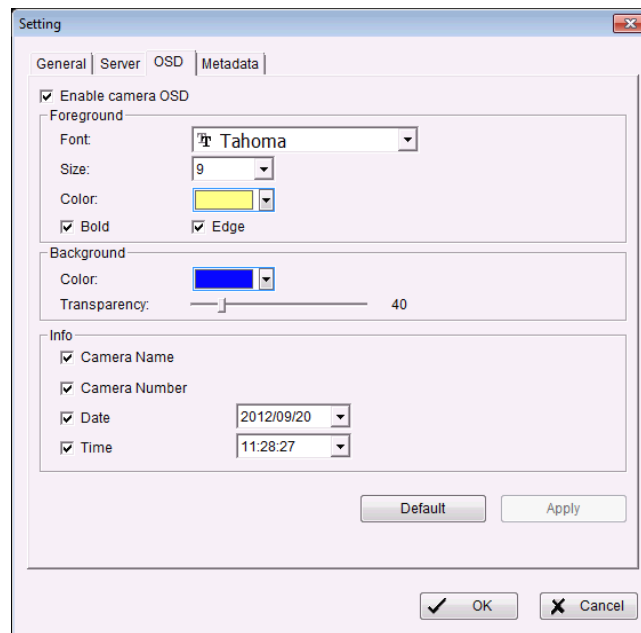 Setting
General Server OSD Metadata
Enable camera OSD
Foreground
Font: Tahoma
Size: 9
Color:
Bold Edge
Background
Color:
Transparency: 40
Info
Camera Name
Camera Number
Date 2012/09/20
Time 11:28:27
Default Apply
OK Cancel